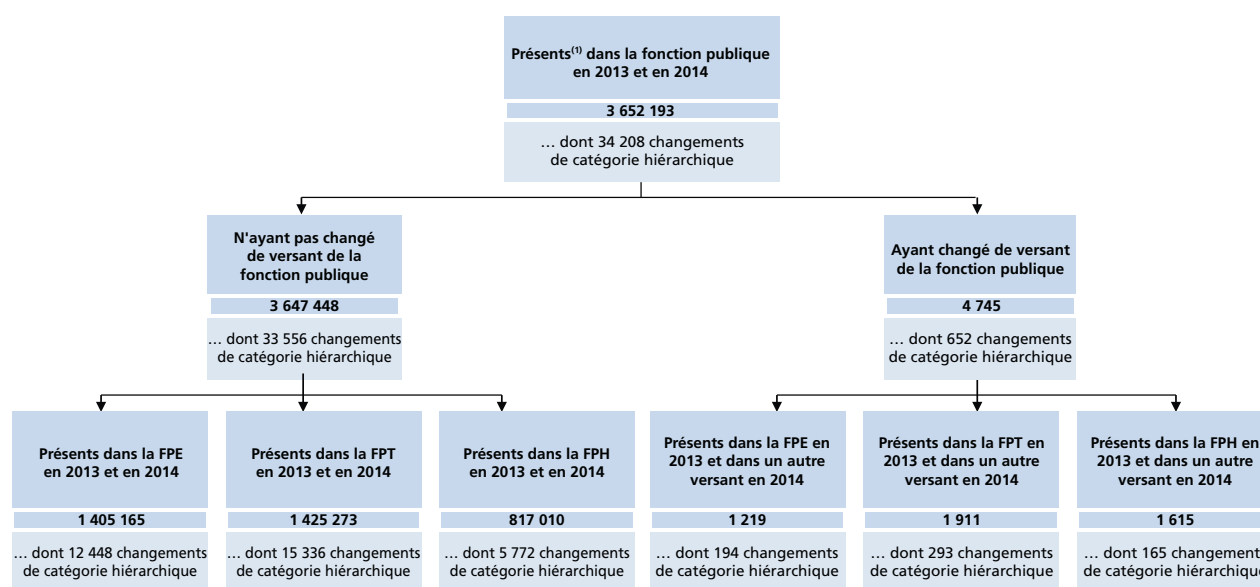 Présents(1) dans la fonction publique
en 2013 et en 2014
3 652 193
… dont 34 208 changements
de catégorie hiérarchique
N'ayant pas changé
de versant de la
fonction publique
3 647 448
… dont 33 556 changements
de catégorie hiérarchique
Ayant changé de versant
de la fonction publique
4 745
… dont 652 changements
de catégorie hiérarchique
Présents dans la FPE
en 2013 et en 2014
1 405 165
… dont 12 448 changements
de catégorie hiérarchique
Présents dans la FPT
en 2013 et en 2014
1 425 273
… dont 15 336 changements
de catégorie hiérarchique
Présents dans la FPH
en 2013 et en 2014
817 010
… dont 5 772 changements
de catégorie hiérarchique
Présents dans la FPE en
2013 et dans un autre
versant en 2014
1 219
… dont 194 changements
de catégorie hiérarchique
Présents dans la FPT en
2013 et dans un autre
versant en 2014
1 911
… dont 293 changements
de catégorie hiérarchique
Présents dans la FPH en
2013 et dans un autre
versant en 2014
1 615
… dont 165 changement
de catégorie hiérarchique